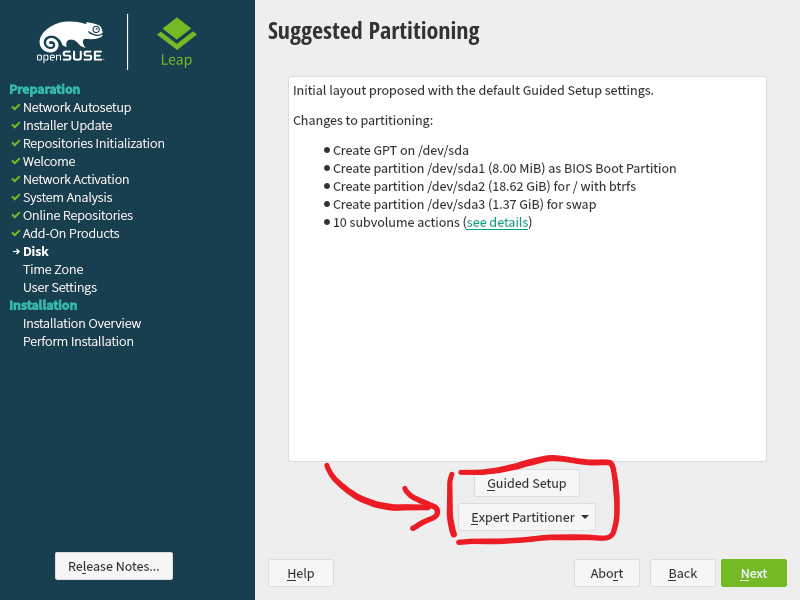 openSUSE
Leap
Preparation
Network Autosetup
Installer Update
Repositories Initialization
Welcome
Network Activation
System Analysis
Online Repositories
Add-On Products
Disk
Time Zone
User Settings
Installation
Installation Overview
Perform Installation
Release Notes...
Suggested Partitioning
Initial layout proposed with the default Guided Setup settings.
Changes to partitioning:
Create GPT on /dev/sda
Create partition /dev/sda1 (8.00 MiB) as BIOS Boot Partition
Create partition /dev/sda2 (18.62 GiB) for / with btrfs
Create partition /dev/sda3 (1.37 GiB) for swap
10 subvolume actions (see details)
Guided Setup
Expert Partitioner
Help
Abort
Back
Next